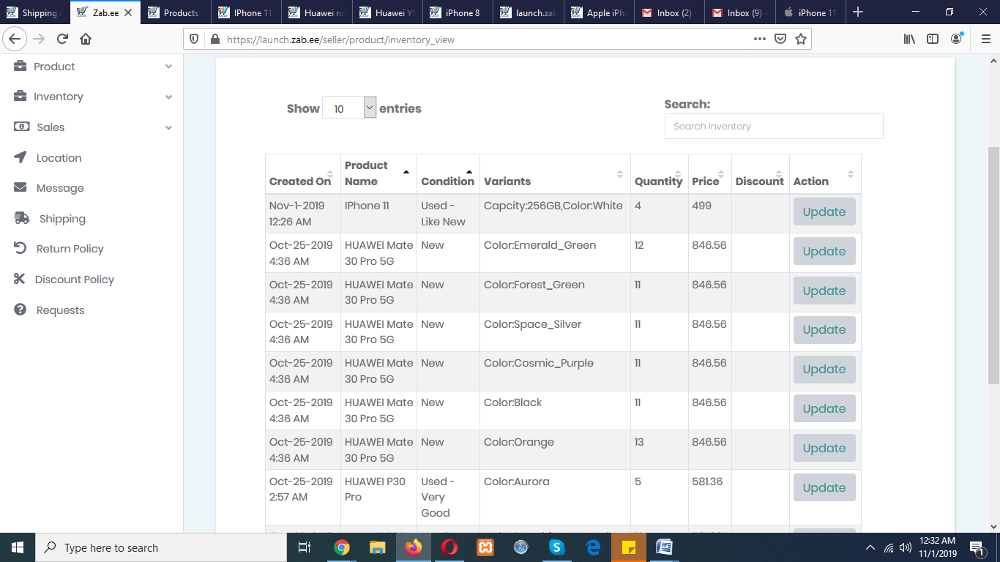 Shipping
Zab.ee
Products
IPhone 11
Huawei no
Huawei Y9
iPhone 8
launch.zab
Apple iPho
Inbox (2) -
Inbox (9) -
iPhone 11
https://launch.zab.ee/seller/product/inventory_view
Product
Inventory
Sales
Location
Message
Shipping
Return Policy
Discount Policy
Requests
Show 10 entries
Search:
Search Inventory
Created On Product Name Condition Variants Quantity Price Discount Action
Nov-1-2019 IPhone 11 Used - Capcity:256GB,Color:White 4 499 Update
12:26 AM Like New
Oct-25-2019 HUAWEI Mate New Color:Emerald_Green 12 846.56 Update
4:36 AM 30 Pro 5G
Oct-25-2019 HUAWEI Mate New Color:Forest_Green 11 846.56 Update
4:36 AM 30 Pro 5G
Oct-25-2019 HUAWEI Mate New Color:Space_Silver 11 846.56 Update
4:36 AM 30 Pro 5G
Oct-25-2019 HUAWEI Mate New Color:Cosmic_Purple 11 846.56 Update
4:36 AM 30 Pro 5G
Oct-25-2019 HUAWEI Mate New Color:Black 11 846.56 Update
4:36 AM 30 Pro 5G
Oct-25-2019 HUAWEI Mate New Color:Orange 13 846.56 Update
4:36 AM 30 Pro 5G
Oct-25-2019 HUAWEI P30 Used - Color:Aurora 5 581.36 Update
2:57 AM Pro Very
Good
Type here to search
12:32 AM
11/1/2019
1